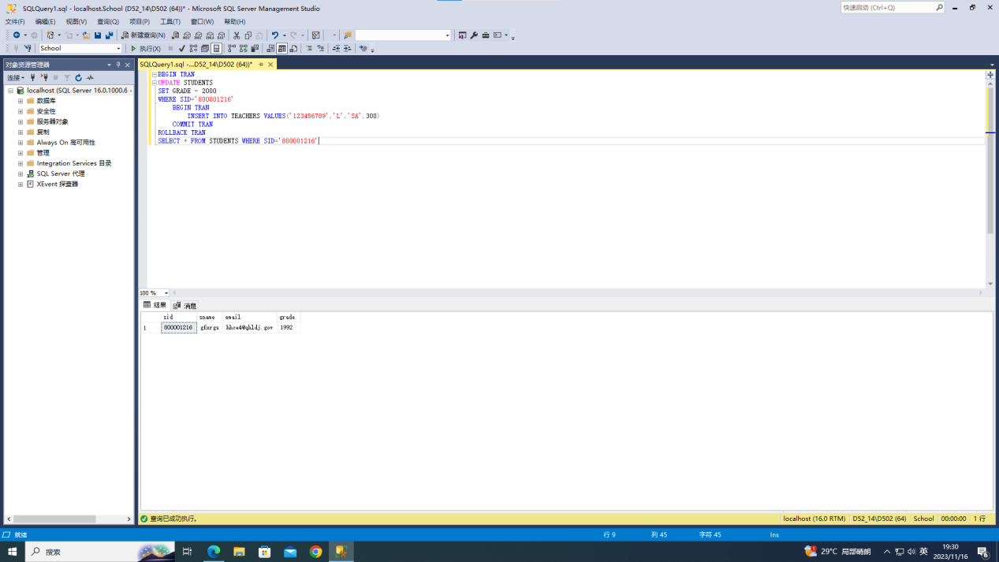 SQLQuery1.sql - localhost.School (D52_14\D502 (64))* - Microsoft SQL Server Management Studio
快速启动 (Ctrl+Q)
文件(F) 编辑(E) 视图(V) 查询(Q) 项目(P) 工具(T) 窗口(W) 帮助(H)
新建查询(N)
School 执行(X)
对象资源管理器
连接
localhost (SQL Server 16.0.1000.6 -
数据库
安全性
服务器对象
复制
Always On 高可用性
管理
Integration Services 目录
SQL Server 代理
XEvent 探查器
SQLQuery1.sql -...D52_14\D502 (64))*
BEGIN TRAN
UPDATE STUDENTS
SET GRADE = 2000
WHERE SID='800001216'
BEGIN TRAN
INSERT INTO TEACHERS VALUES('123456789','L','SA',300)
COMMIT TRAN
ROLLBACK TRAN
SELECT * FROM STUDENTS WHERE SID='800001216'
100 %
结果 消息
sid sname email grade
1 800001216 gfxrgs hhce4@qhldj.gov 1992
查询已成功执行。 localhost (16.0 RTM) D52_14\D502 (64) School 00:00:00 1 行
就绪 行 9 列 45 字符 45 Ins
搜索 29°C 局部晴朗 英 19:30
2023/11/16 6